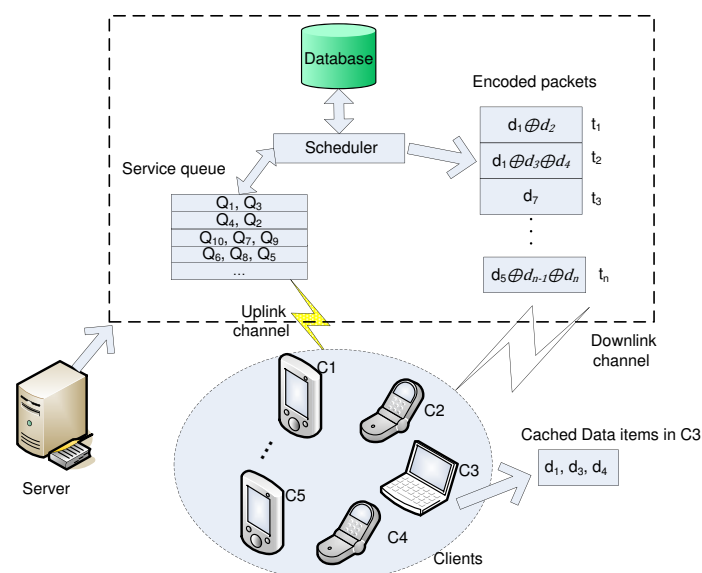 Database
Encoded packets
d₁⊕d₂ t₁
Scheduler
d₁⊕d₃⊕d₄ t₂
Service queue
d₇ t₃
Q₁, Q₃
Q₄, Q₂
Q₁₀, Q₇, Q₉
Q₆, Q₈, Q₅
...
d₅⊕dₙ₋₁⊕dₙ tₙ
Uplink
channel
Downlink
channel
C1
C2
Cached Data items in C3
C3
d₁, d₃, d₄
Server
C5
C4
Clients